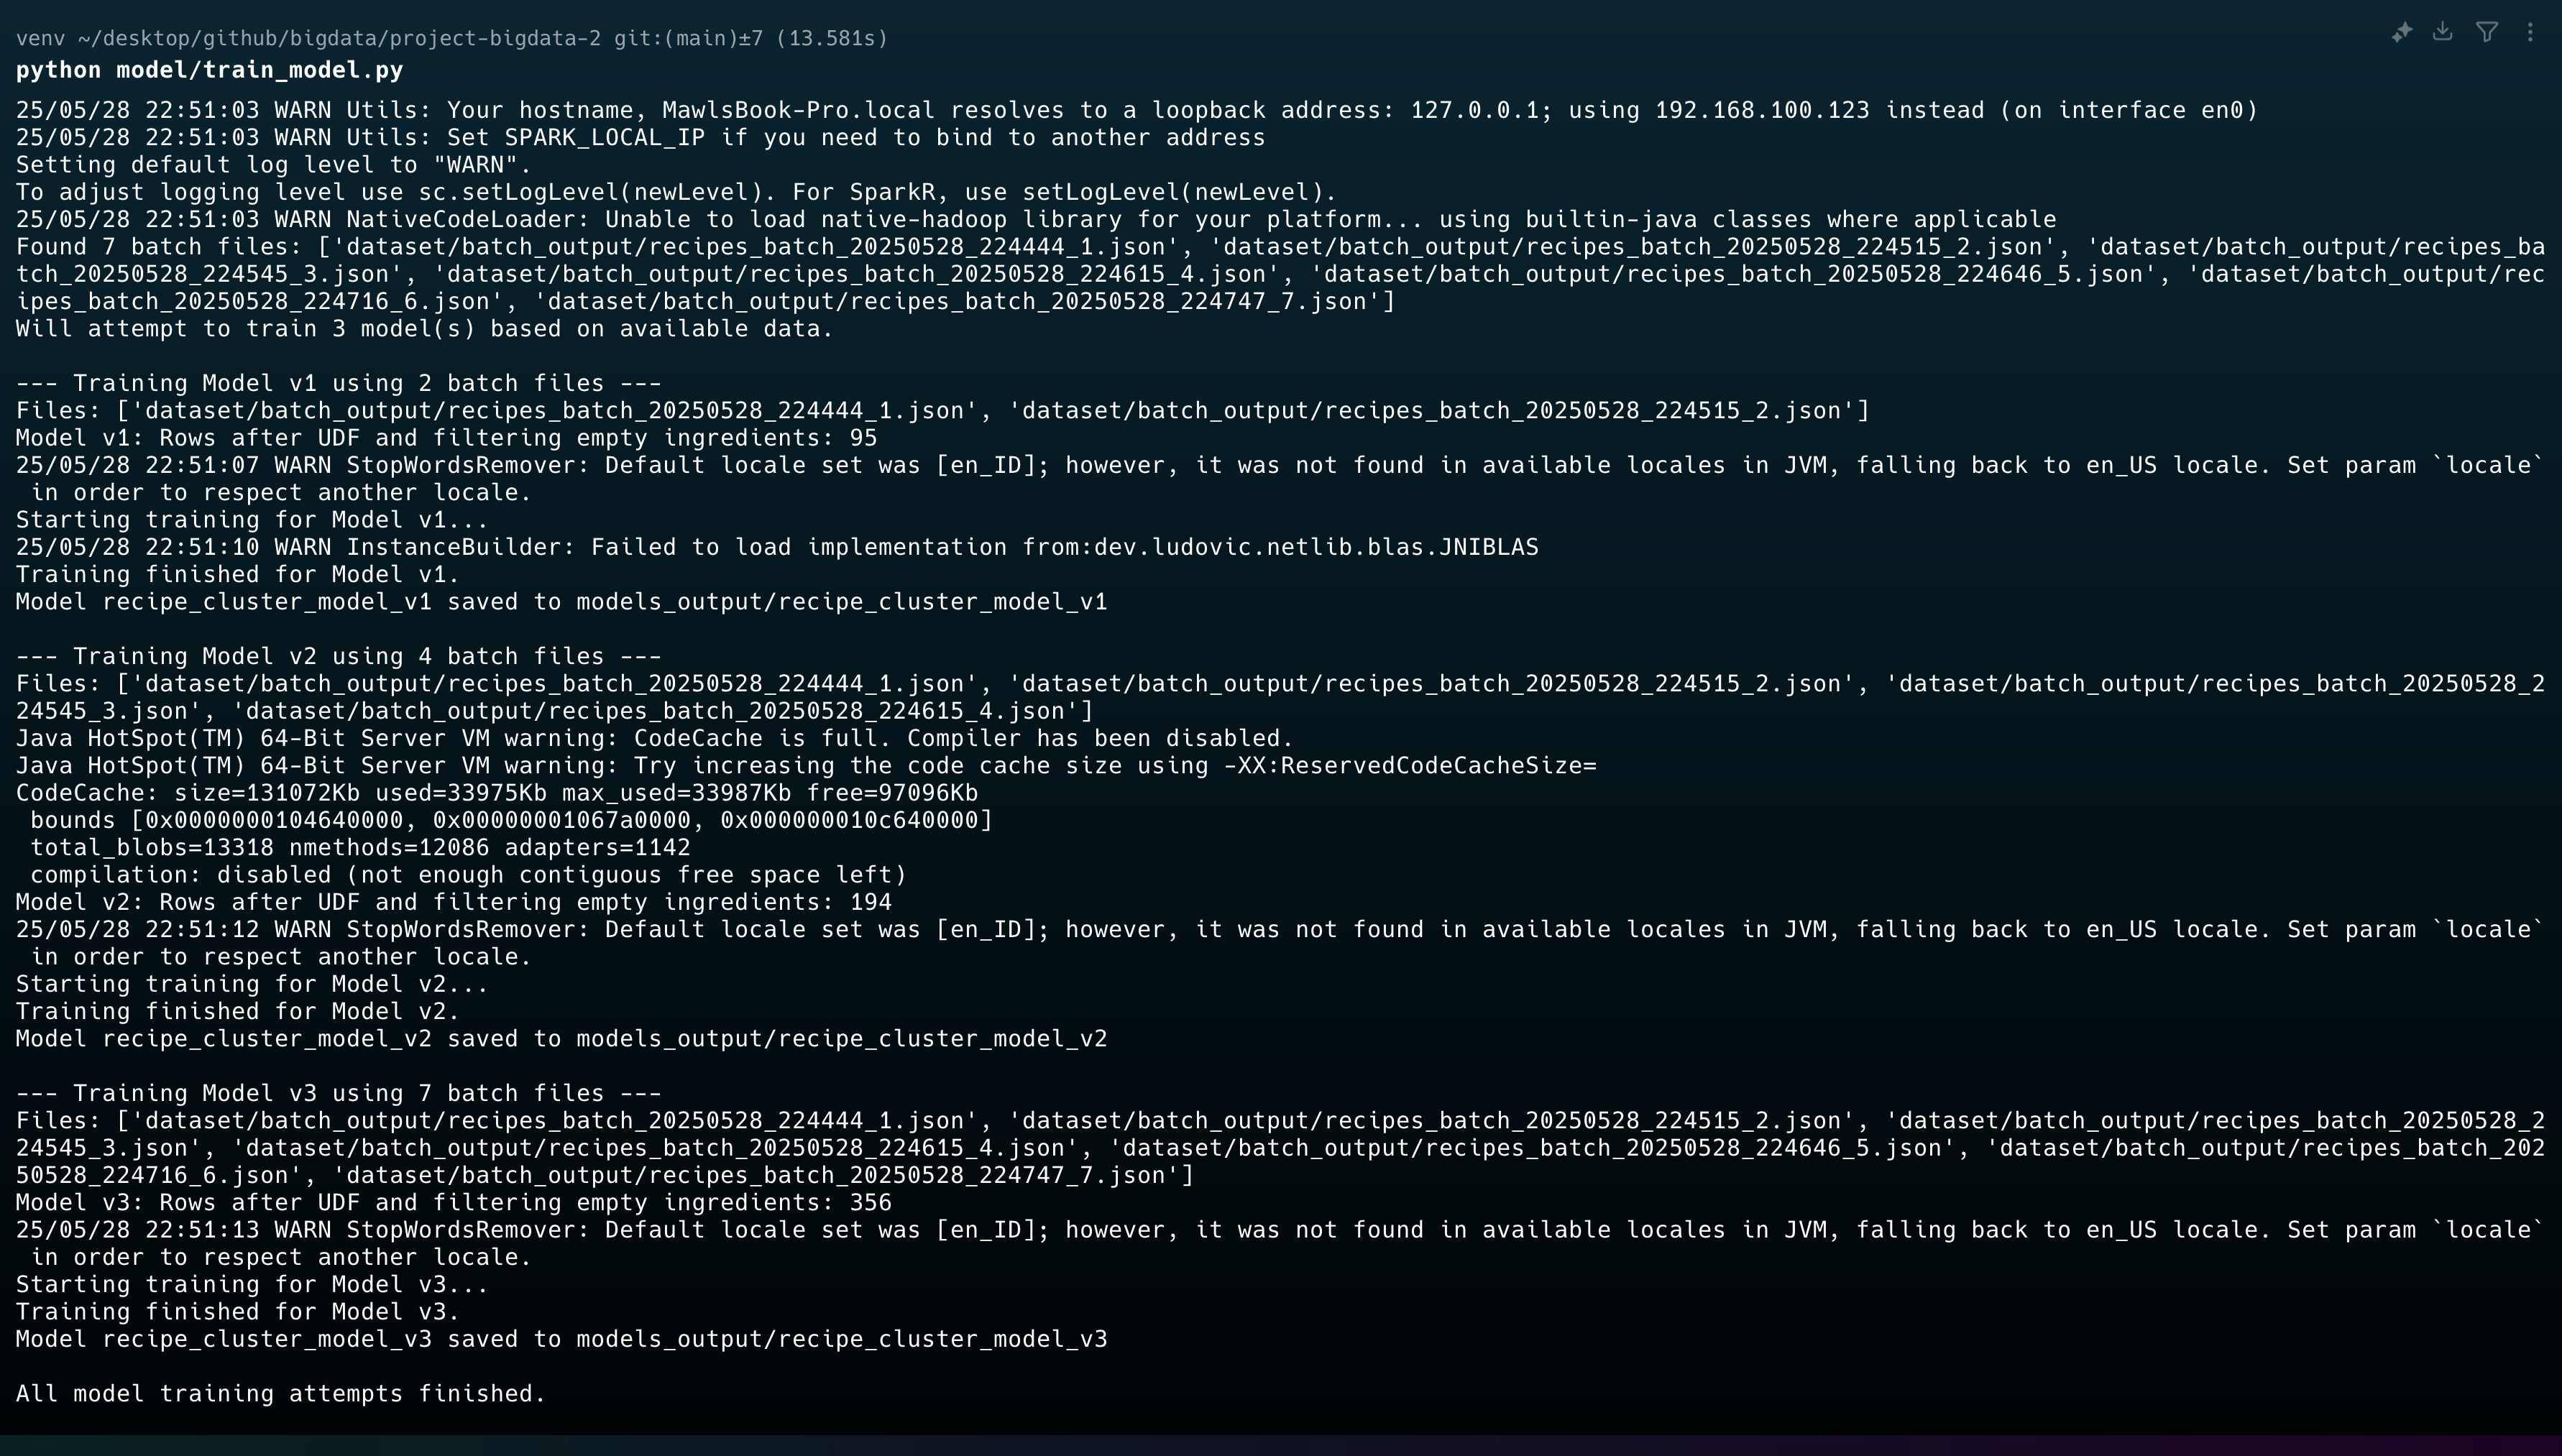 venv ~/desktop/github/bigdata/project-bigdata-2 git:(main)±7 (13.581s)
python model/train_model.py
25/05/28 22:51:03 WARN Utils: Your hostname, MawlsBook-Pro.local resolves to a loopback address: 127.0.0.1; using 192.168.100.123 instead (on interface en0)
25/05/28 22:51:03 WARN Utils: Set SPARK_LOCAL_IP if you need to bind to another address
Setting default log level to "WARN".
To adjust logging level use sc.setLogLevel(newLevel). For SparkR, use setLogLevel(newLevel).
25/05/28 22:51:03 WARN NativeCodeLoader: Unable to load native-hadoop library for your platform... using builtin-java classes where applicable
Found 7 batch files: ['dataset/batch_output/recipes_batch_20250528_224444_1.json', 'dataset/batch_output/recipes_batch_20250528_224515_2.json', 'dataset/batch_output/recipes_ba
tch_20250528_224545_3.json', 'dataset/batch_output/recipes_batch_20250528_224615_4.json', 'dataset/batch_output/recipes_batch_20250528_224646_5.json', 'dataset/batch_output/rec
ipes_batch_20250528_224716_6.json', 'dataset/batch_output/recipes_batch_20250528_224747_7.json']
Will attempt to train 3 model(s) based on available data.
--- Training Model v1 using 2 batch files ---
Files: ['dataset/batch_output/recipes_batch_20250528_224444_1.json', 'dataset/batch_output/recipes_batch_20250528_224515_2.json']
Model v1: Rows after UDF and filtering empty ingredients: 95
25/05/28 22:51:07 WARN StopWordsRemover: Default locale set was [en_ID]; however, it was not found in available locales in JVM, falling back to en_US locale. Set param `locale`
in order to respect another locale.
Starting training for Model v1...
25/05/28 22:51:10 WARN InstanceBuilder: Failed to load implementation from:dev.ludovic.netlib.blas.JNIBLAS
Training finished for Model v1.
Model recipe_cluster_model_v1 saved to models_output/recipe_cluster_model_v1
--- Training Model v2 using 4 batch files ---
Files: ['dataset/batch_output/recipes_batch_20250528_224444_1.json', 'dataset/batch_output/recipes_batch_20250528_224515_2.json', 'dataset/batch_output/recipes_batch_20250528_2
24545_3.json', 'dataset/batch_output/recipes_batch_20250528_224615_4.json']
Java HotSpot(TM) 64-Bit Server VM warning: CodeCache is full. Compiler has been disabled.
Java HotSpot(TM) 64-Bit Server VM warning: Try increasing the code cache size using -XX:ReservedCodeCacheSize=
CodeCache: size=131072Kb used=33975Kb max_used=33987Kb free=97096Kb
bounds [0x0000000104640000, 0x00000001067a0000, 0x000000010c640000]
total_blobs=13318 nmethods=12086 adapters=1142
compilation: disabled (not enough contiguous free space left)
Model v2: Rows after UDF and filtering empty ingredients: 194
25/05/28 22:51:12 WARN StopWordsRemover: Default locale set was [en_ID]; however, it was not found in available locales in JVM, falling back to en_US locale. Set param `locale`
in order to respect another locale.
Starting training for Model v2...
Training finished for Model v2.
Model recipe_cluster_model_v2 saved to models_output/recipe_cluster_model_v2
--- Training Model v3 using 7 batch files ---
Files: ['dataset/batch_output/recipes_batch_20250528_224444_1.json', 'dataset/batch_output/recipes_batch_20250528_224515_2.json', 'dataset/batch_output/recipes_batch_20250528_2
24545_3.json', 'dataset/batch_output/recipes_batch_20250528_224615_4.json', 'dataset/batch_output/recipes_batch_20250528_224646_5.json', 'dataset/batch_output/recipes_batch_202
50528_224716_6.json', 'dataset/batch_output/recipes_batch_20250528_224747_7.json']
Model v3: Rows after UDF and filtering empty ingredients: 356
25/05/28 22:51:13 WARN StopWordsRemover: Default locale set was [en_ID]; however, it was not found in available locales in JVM, falling back to en_US locale. Set param `locale`
in order to respect another locale.
Starting training for Model v3...
Training finished for Model v3.
Model recipe_cluster_model_v3 saved to models_output/recipe_cluster_model_v3
All model training attempts finished.